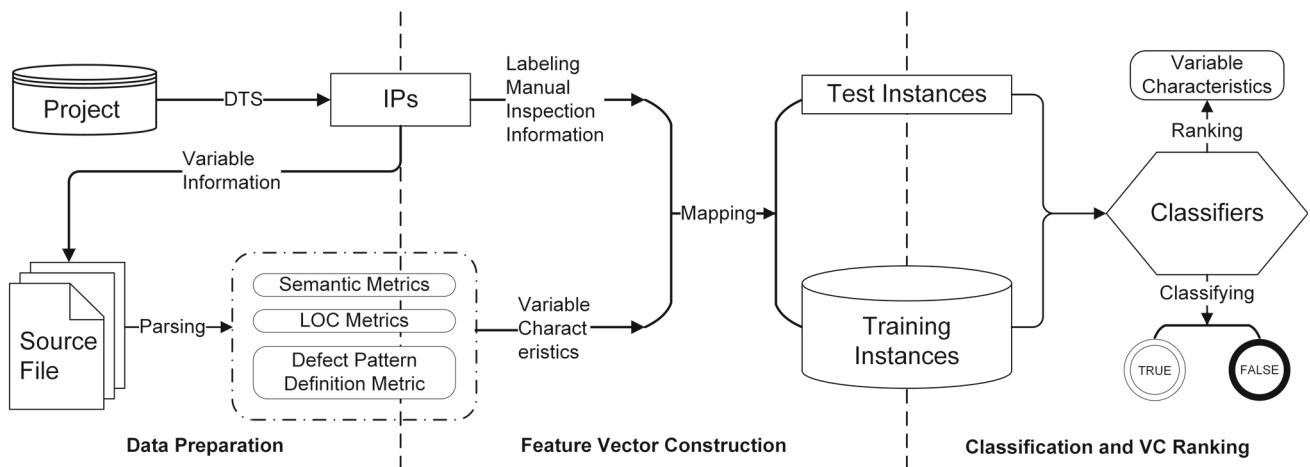 Project
DTS
IPs
Labeling
Manual
Inspection
Information
Variable
Information
Source
File
Parsing
Semantic Metrics
LOC Metrics
Defect Pattern
Definition Metric
Variable
Charact
eristics
Mapping
Test Instances
Training
Instances
Variable
Characteristics
Ranking
Classifiers
Classifying
TRUE
FALSE
Data Preparation
Feature Vector Construction
Classification and VC Ranking